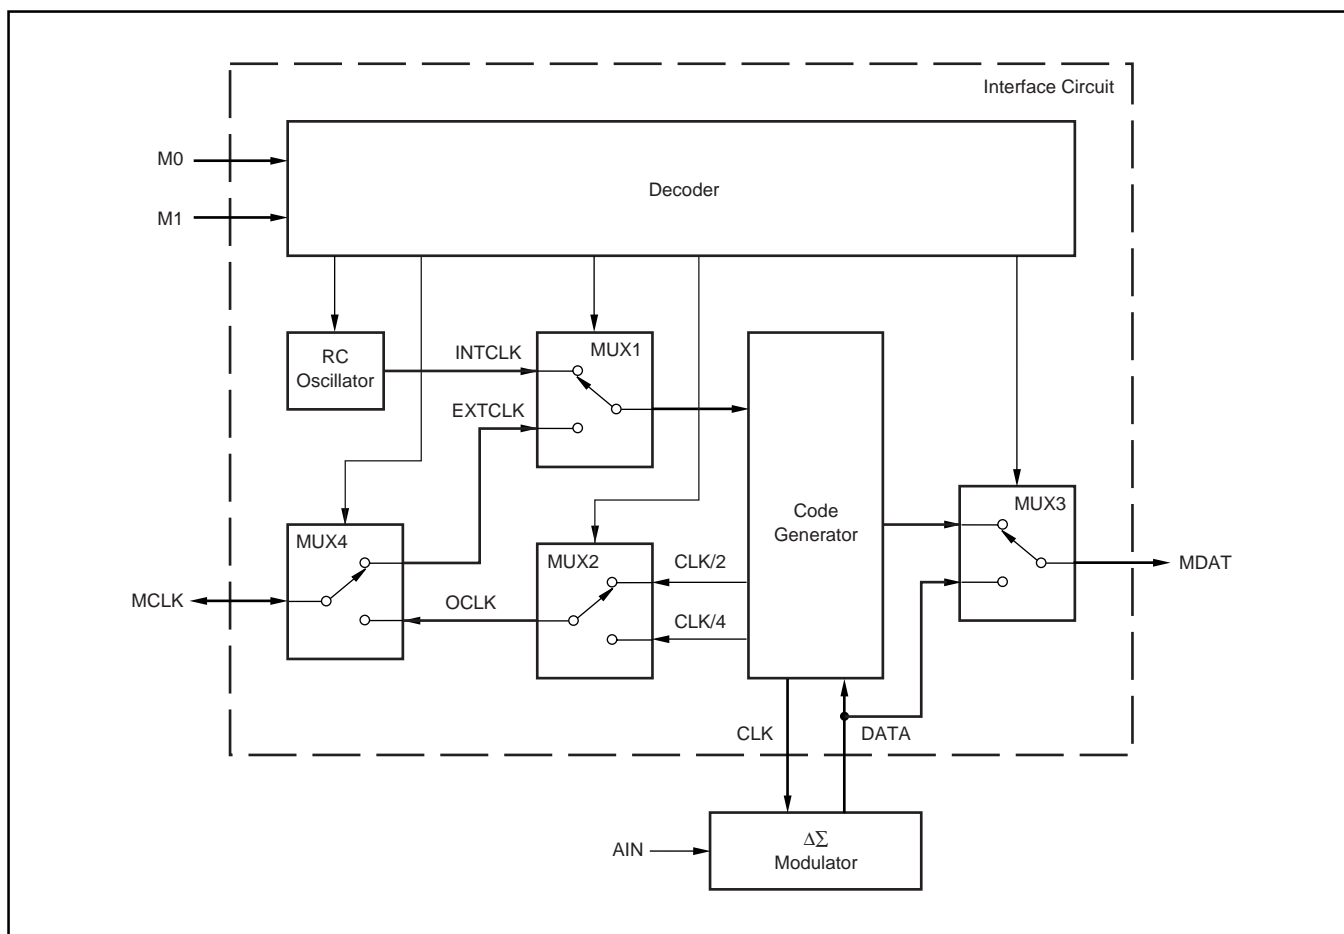 Interface Circuit
M0
Decoder
M1
RC
Oscillator
INTCLK
MUX1
EXTCLK
MUX4
MUX2
CLK/2
Code
Generator
MUX3
MCLK
OCLK
CLK/4
MDAT
CLK
DATA
AIN
ΔΣ
Modulator